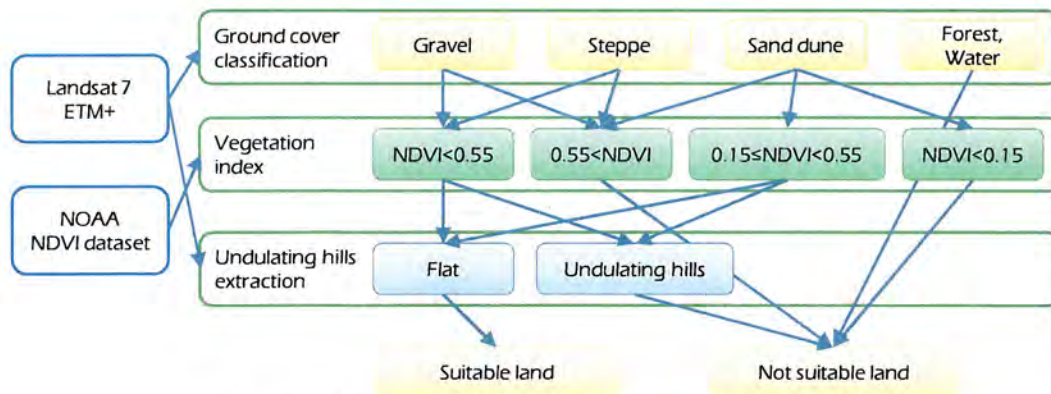 Landsat 7
ETM+
NOAA
NDVI dataset
Ground cover
classification
Gravel
Steppe
Sand dune
Forest,
Water
Vegetation
index
NDVI<0.55
0.55<NDVI
0.15≤NDVI<0.55
NDVI<0.15
Undulating hills
extraction
Flat
Undulating hills
Suitable land
Not suitable land